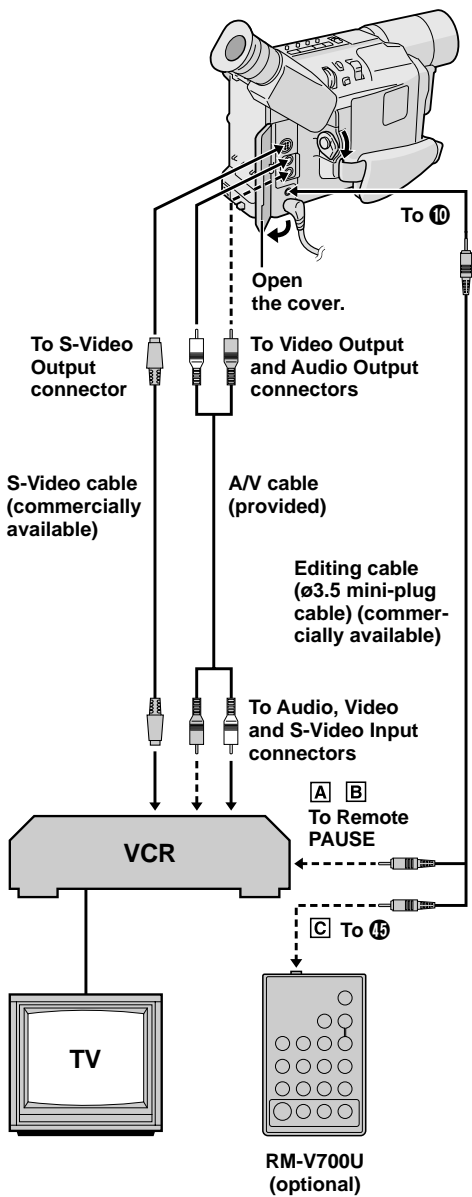 To ❿
Open
the cover.
To S-Video
Output
connector
To Video Output
and Audio Output
connectors
S-Video cable
(commercially
available)
A/V cable
(provided)
Editing cable
(ø3.5 mini-plug
cable) (commer-
cially available)
To Audio, Video
and S-Video Input
connectors
A B
To Remote
PAUSE
VCR
C To 45
TV
RM-V700U
(optional)